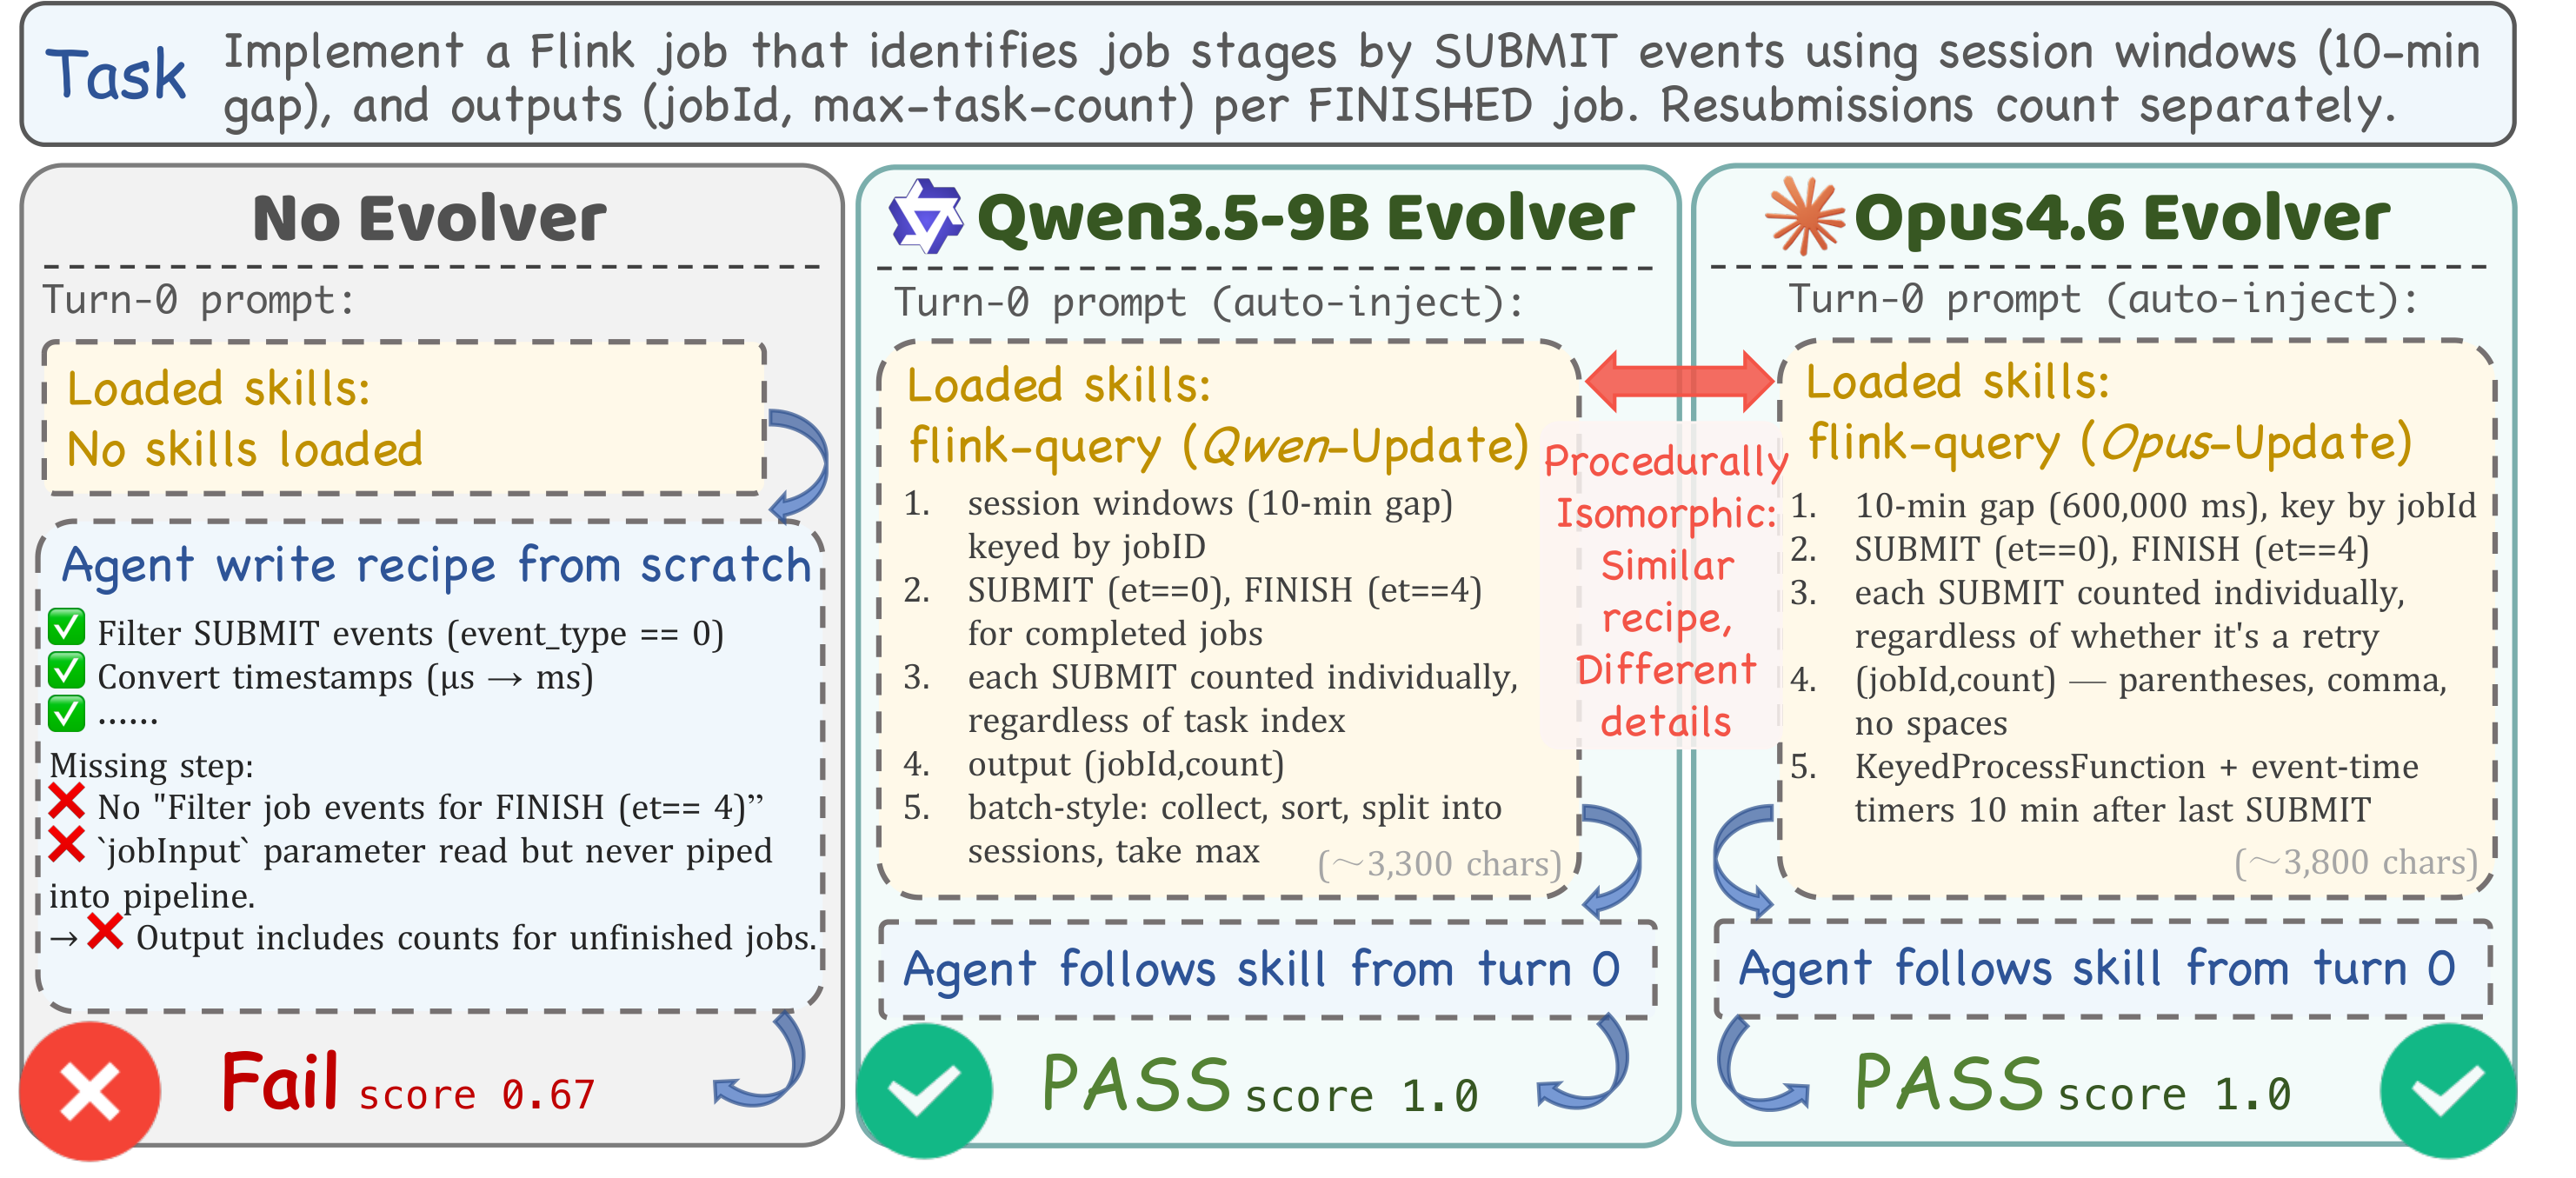 Task
Implement a Flink job that identifies job stages by SUBMIT events using session windows (10-min
gap), and outputs (jobId, max-task-count) per FINISHED job. Resubmissions count separately.
No Evolver
Turn-0 prompt:
Loaded skills:
No skills loaded
Agent write recipe from scratch
✅ Filter SUBMIT events (event_type == 0)
✅ Convert timestamps (µs → ms)
✅ ......
Missing step:
❌ No "Filter job events for FINISH (et== 4)”
❌ `jobInput` parameter read but never piped
into pipeline.
→ ❌ Output includes counts for unfinished jobs.
Fail score 0.67
Qwen3.5-9B Evolver
Turn-0 prompt (auto-inject):
Loaded skills:
flink-query (Qwen-Update)
1. session windows (10-min gap)
keyed by jobID
2. SUBMIT (et==0), FINISH (et==4)
for completed jobs
3. each SUBMIT counted individually,
regardless of task index
4. output (jobId,count)
5. batch-style: collect, sort, split into
sessions, take max
(~3,300 chars)
Agent follows skill from turn 0
PASS score 1.0
Procedurally
Isomorphic:
Similar
recipe,
Different
details
Opus4.6 Evolver
Turn-0 prompt (auto-inject):
Loaded skills:
flink-query (Opus-Update)
1. 10-min gap (600,000 ms), key by jobId
2. SUBMIT (et==0), FINISH (et==4)
3. each SUBMIT counted individually,
regardless of whether it's a retry
4. (jobId,count) — parentheses, comma,
no spaces
5. KeyedProcessFunction + event-time
timers 10 min after last SUBMIT
(~3,800 chars)
Agent follows skill from turn 0
PASS score 1.0